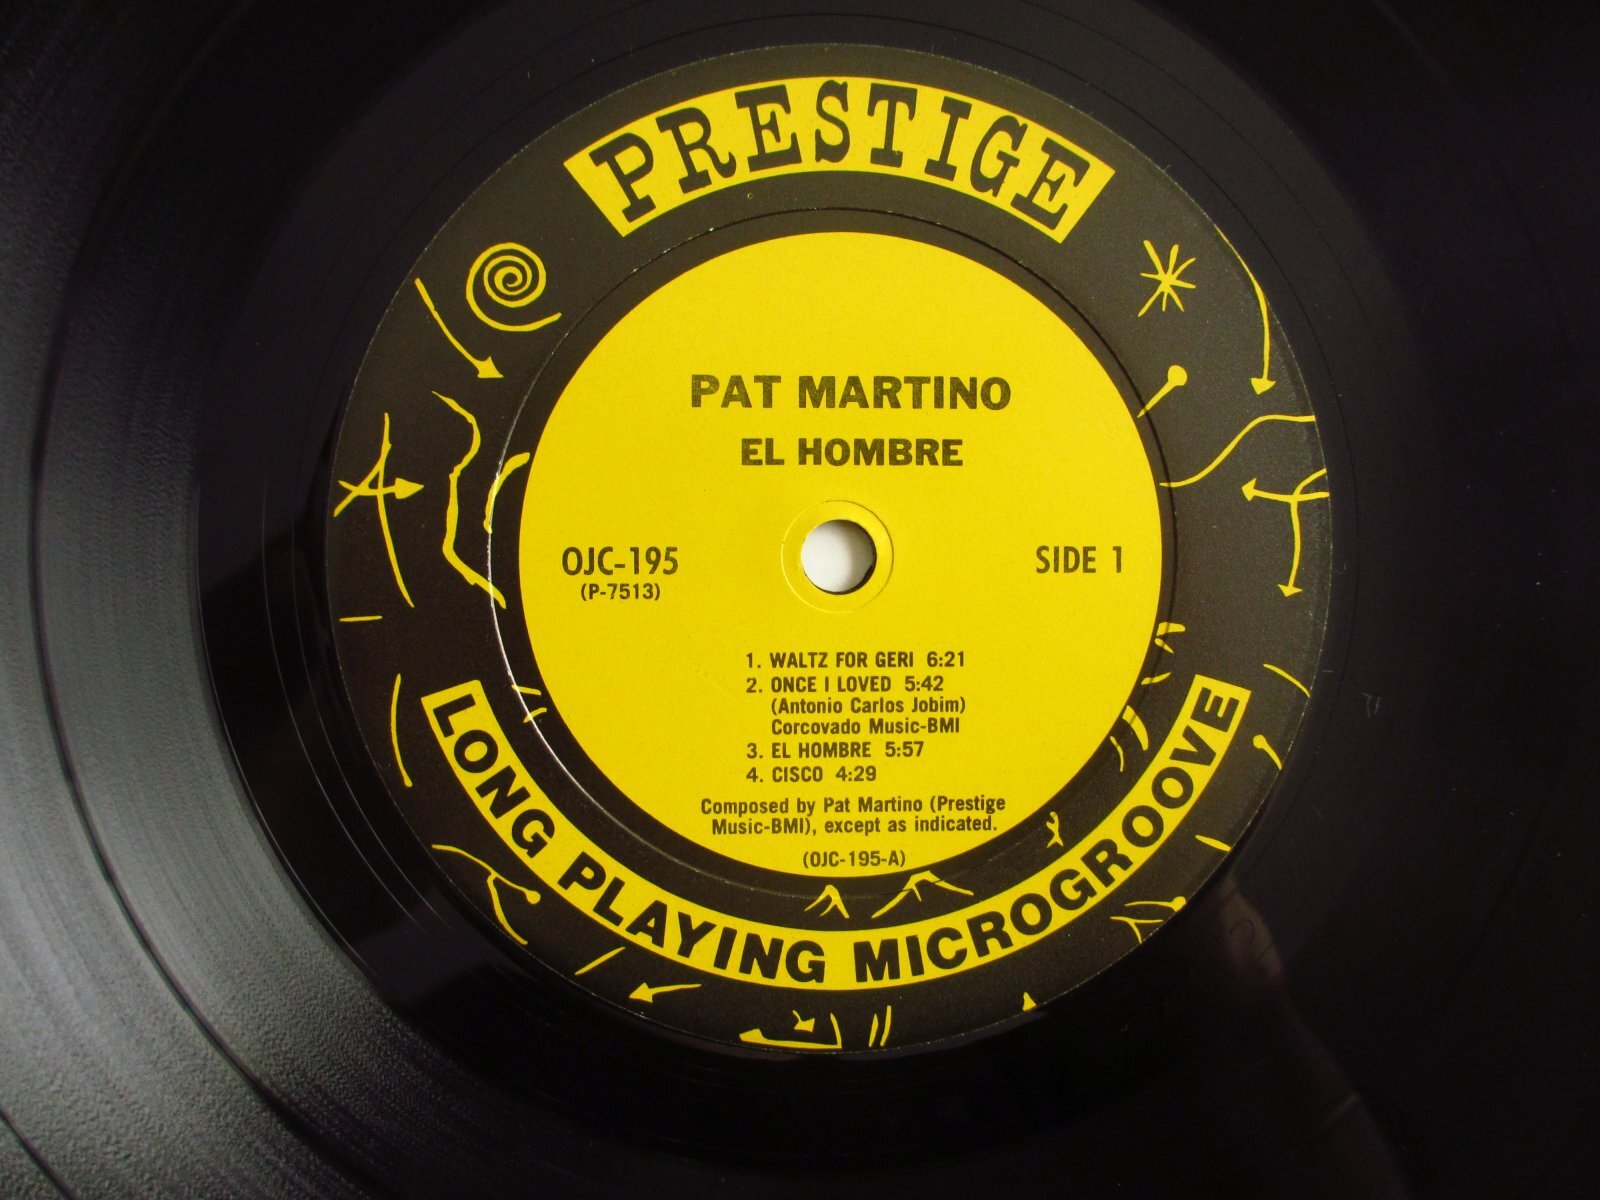 PRESTIGE
PAT MARTINO
EL HOMBRE
OJC-195
(P-7513)
SIDE 1
1. WALTZ FOR GERI 6:21
2. ONCE I LOVED 5:42
(Antonio Carlos Jobim)
Corcovado Music-BMI
3. EL HOMBRE 5:57
4. CISCO 4:29
Composed by Pat Martino (Prestige
Music-BMI), except as indicated.
(OJC-195-A)
LONG PLAYING MICROGROOVE